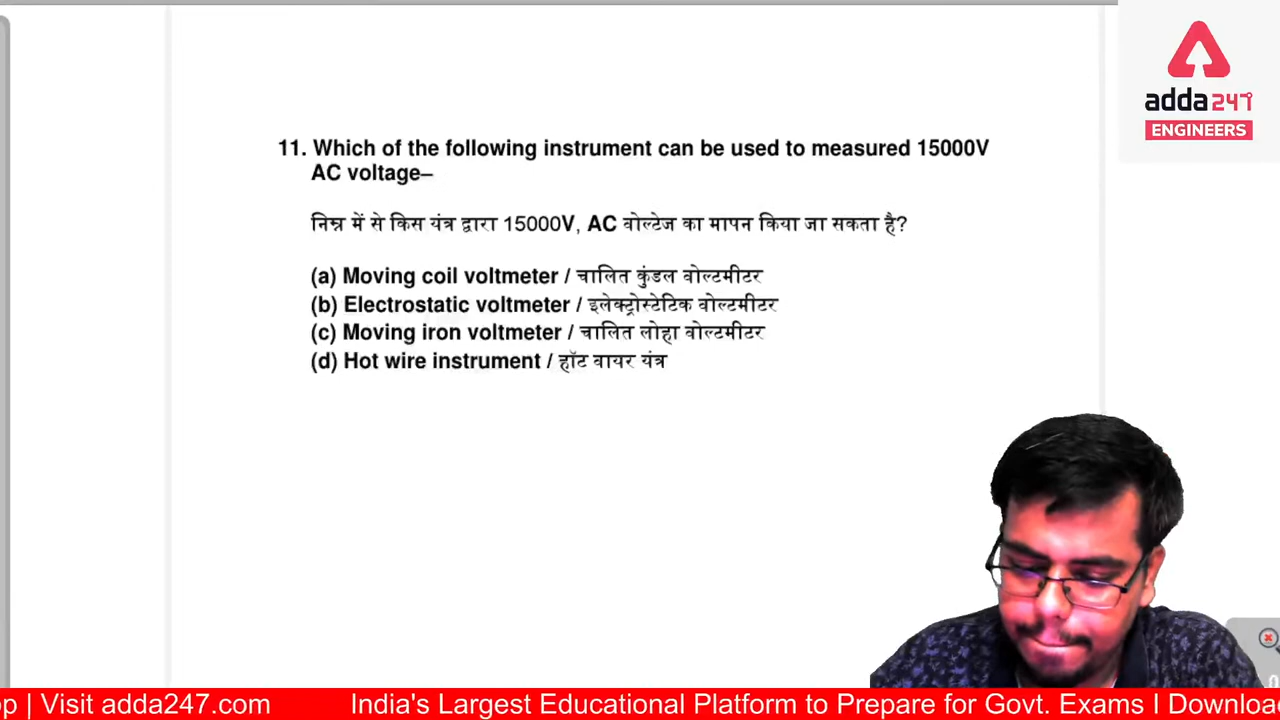 adda247
ENGINEERS
11. Which of the following instrument can be used to measured 15000V
AC voltage–
निम्न में से किस यंत्र द्वारा 15000V, AC वोल्टेज का मापन किया जा सकता है?
(a) Moving coil voltmeter / चालित कुंडल वोल्टमीटर
(b) Electrostatic voltmeter / इलेक्ट्रोस्टेटिक वोल्टमीटर
(c) Moving iron voltmeter / चालित लोहा वोल्टमीटर
(d) Hot wire instrument / हॉट वायर यंत्र
p | Visit adda247.com India's Largest Educational Platform to Prepare for Govt. Exams I Downloa